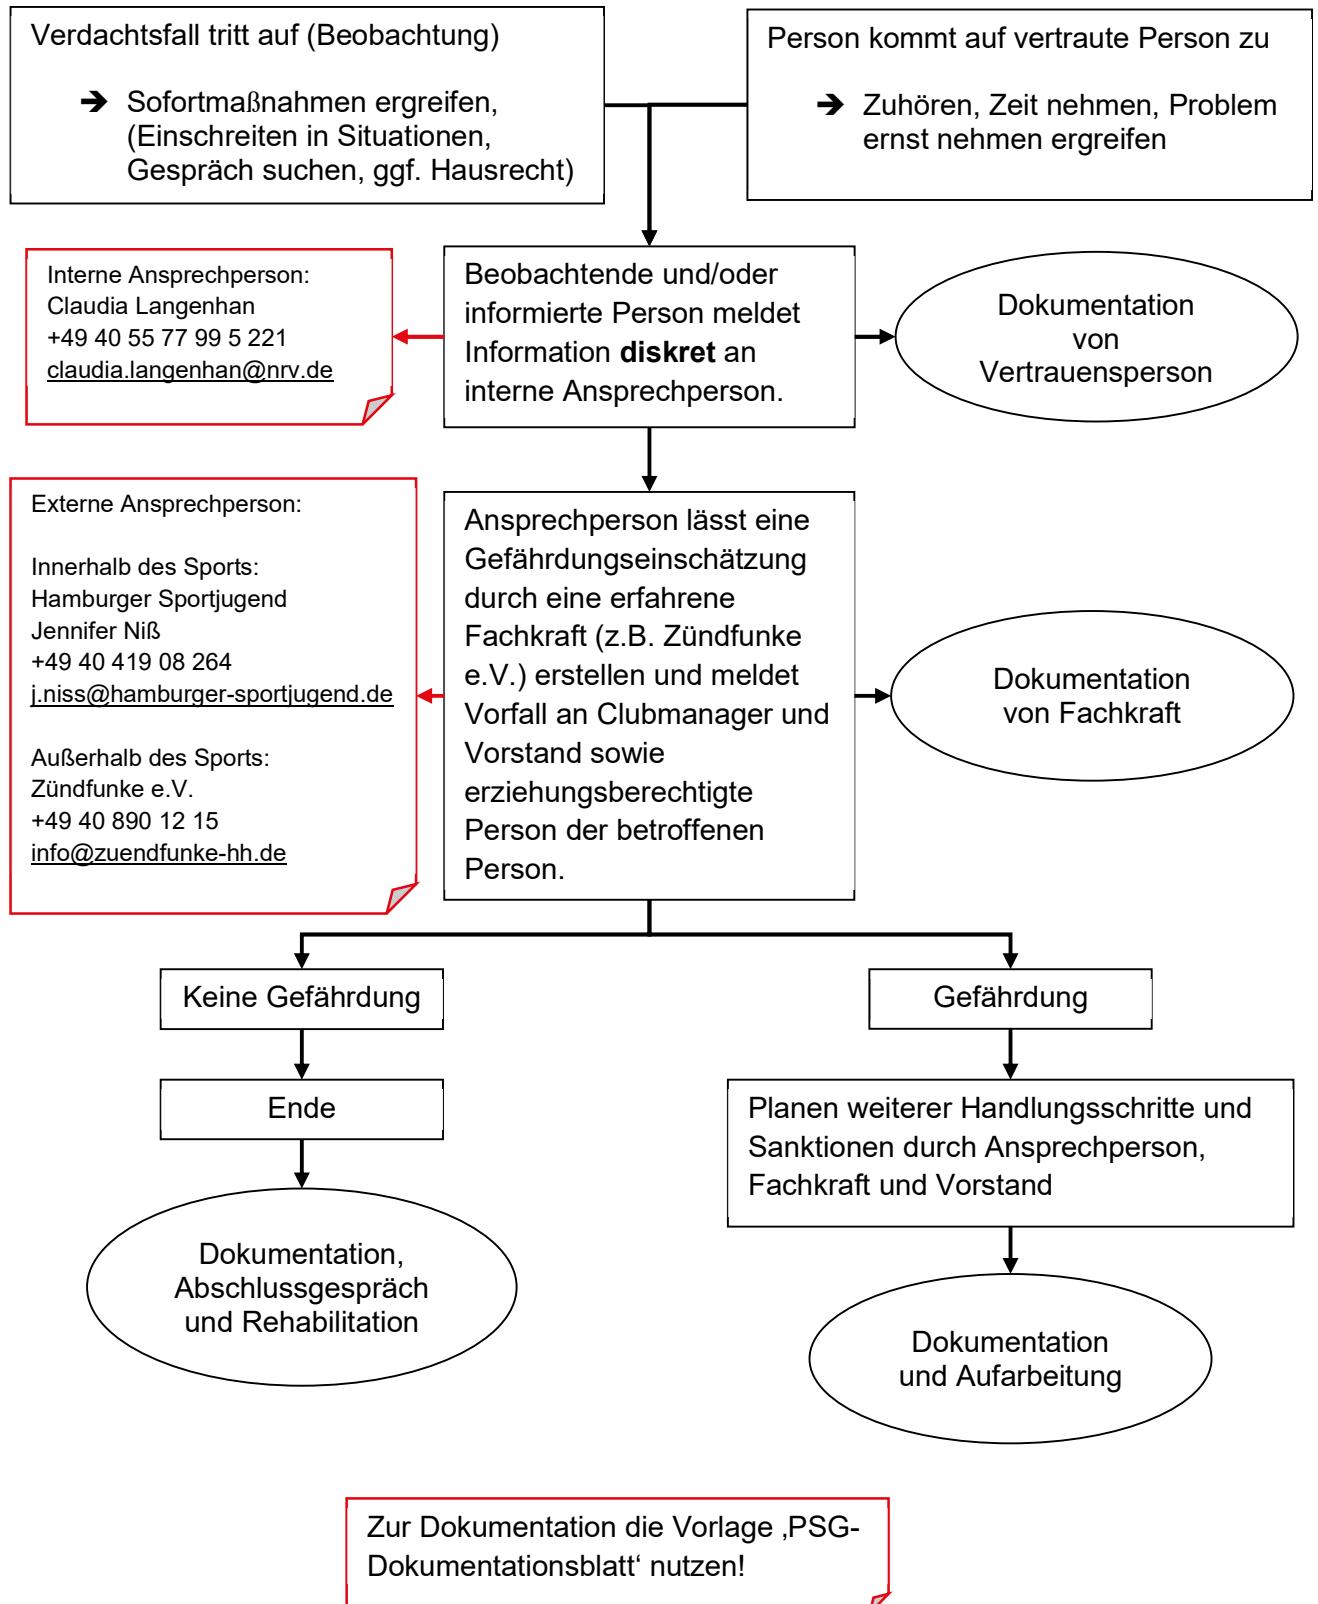 Verdachtsfall tritt auf (Beobachtung)
➔ Sofortmaßnahmen ergreifen,
(Einschreiten in Situationen,
Gespräch suchen, ggf. Hausrecht)
Person kommt auf vertraute Person zu
➔ Zuhören, Zeit nehmen, Problem
ernst nehmen ergreifen
Interne Ansprechperson:
Claudia Langenhan
+49 40 55 77 99 5 221
claudia.langenhan@nrv.de
Beobachtende und/oder
informierte Person meldet
Information diskret an
interne Ansprechperson.
Dokumentation
von
Vertrauensperson
Externe Ansprechperson:
Innerhalb des Sports:
Hamburger Sportjugend
Jennifer Niß
+49 40 419 08 264
j.niss@hamburger-sportjugend.de
Außerhalb des Sports:
Zündfunke e.V.
+49 40 890 12 15
info@zuendfunke-hh.de
Ansprechperson lässt eine
Gefährdungseinschätzung
durch eine erfahrene
Fachkraft (z.B. Zündfunke
e.V.) erstellen und meldet
Vorfall an Clubmanager und
Vorstand sowie
erziehungsberechtigte
Person der betroffenen
Person.
Dokumentation
von Fachkraft
Keine Gefährdung
Gefährdung
Ende
Planen weiterer Handlungsschritte und
Sanktionen durch Ansprechperson,
Fachkraft und Vorstand
Dokumentation,
Abschlussgespräch
und Rehabilitation
Dokumentation
und Aufarbeitung
Zur Dokumentation die Vorlage ‚PSG-
Dokumentationsblatt‘ nutzen!